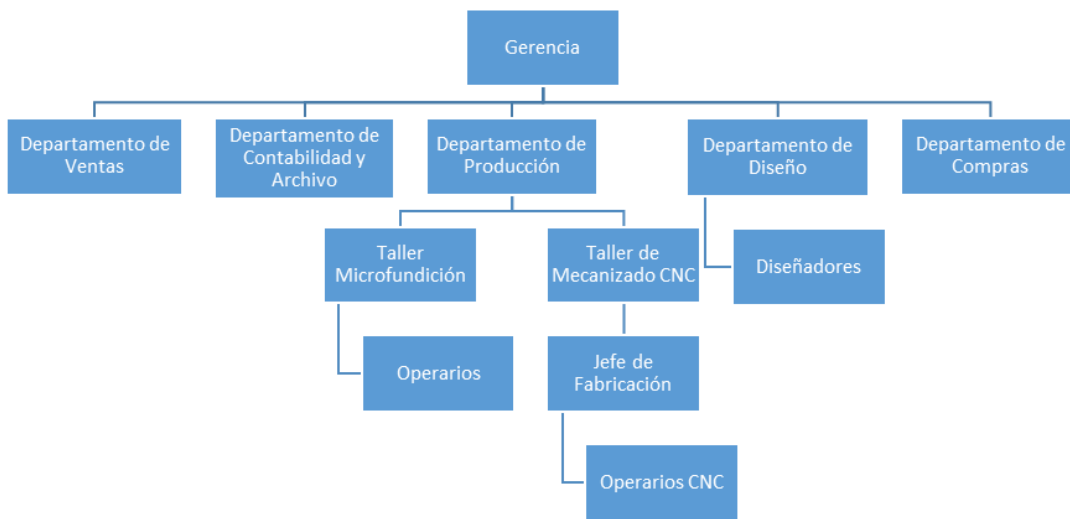 Gerencia
Departamento de
Ventas
Departamento de
Contabilidad y
Archivo
Departamento de
Producción
Departamento de
Diseño
Departamento de
Compras
Taller
Microfundición
Taller de
Mecanizado CNC
Diseñadores
Operarios
Jefe de
Fabricación
Operarios CNC